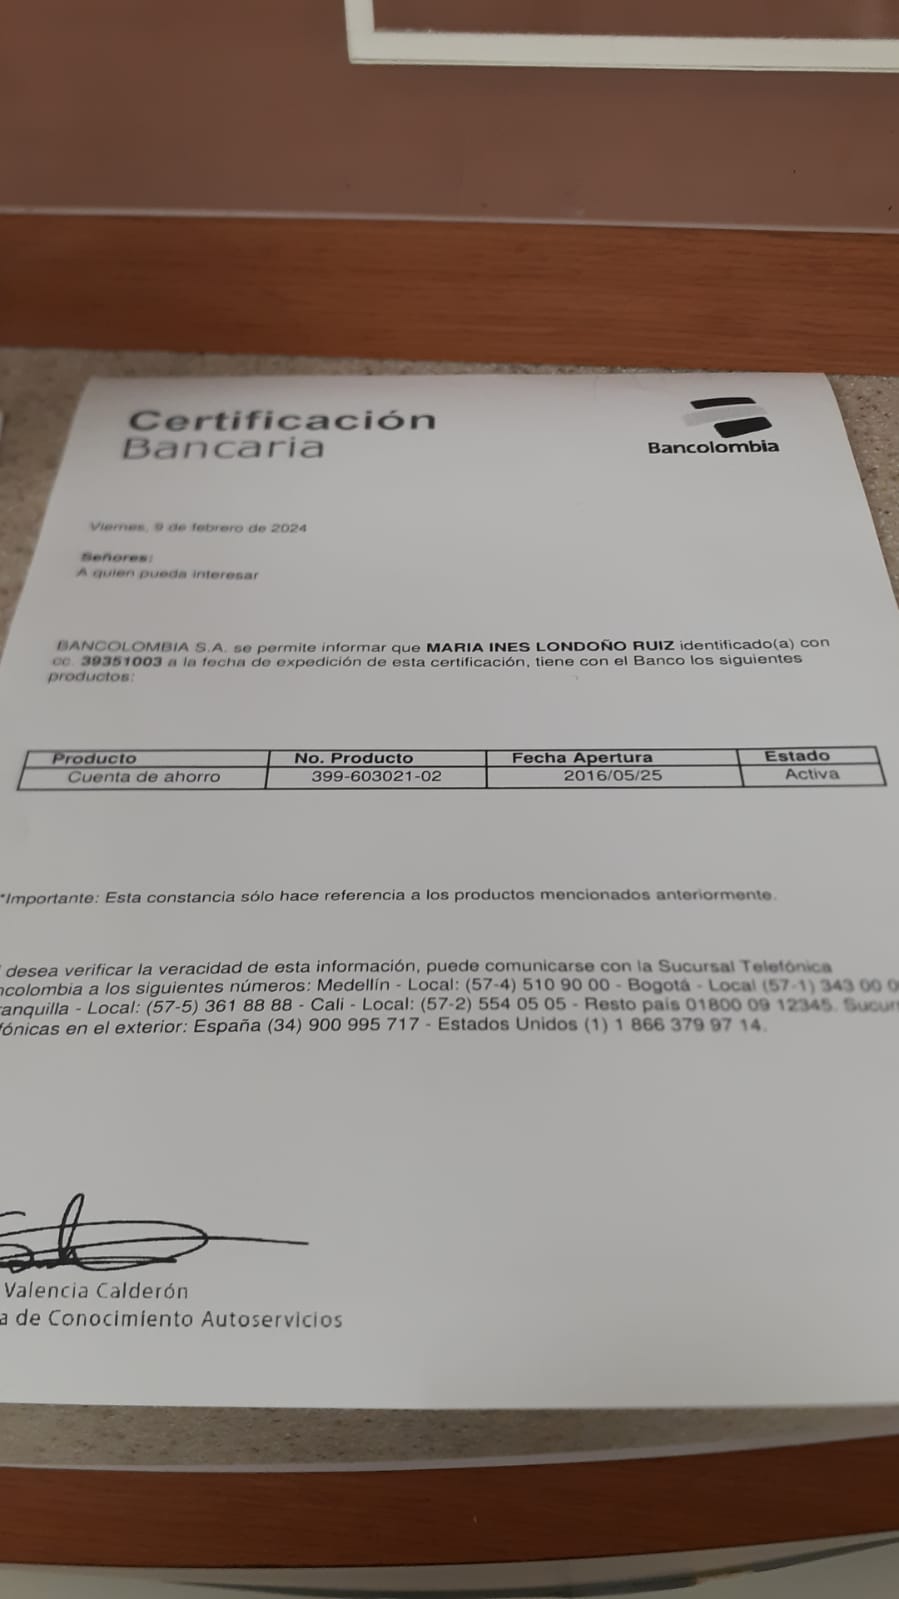 Certificación
Bancaria
Bancolombia
Viernes, 9 de febrero de 2024
Señores:
A quien pueda interesar
BANCOLOMBIA S.A. se permite informar que MARIA INES LONDOÑO RUIZ identificado(a) con
cc. 39351003 a la fecha de expedición de esta certificación, tiene con el Banco los siguientes
productos:
Producto No. Producto Fecha Apertura Estado
Cuenta de ahorro 399-603021-02 2016/05/25 Activa
*Importante: Esta constancia sólo hace referencia a los productos mencionados anteriormente.
desea verificar la veracidad de esta información, puede comunicarse con la Sucursal Telefónica
ncolombia a los siguientes números: Medellín - Local: (57-4) 510 90 00 - Bogotá - Local (57-1) 343 00 0
ranquilla - Local: (57-5) 361 88 88 - Cali - Local: (57-2) 554 05 05 - Resto país 01800 09 12345. Sucur
fónicas en el exterior: España (34) 900 995 717 - Estados Unidos (1) 1 866 379 97 14.
Valencia Calderón
a de Conocimiento Autoservicios